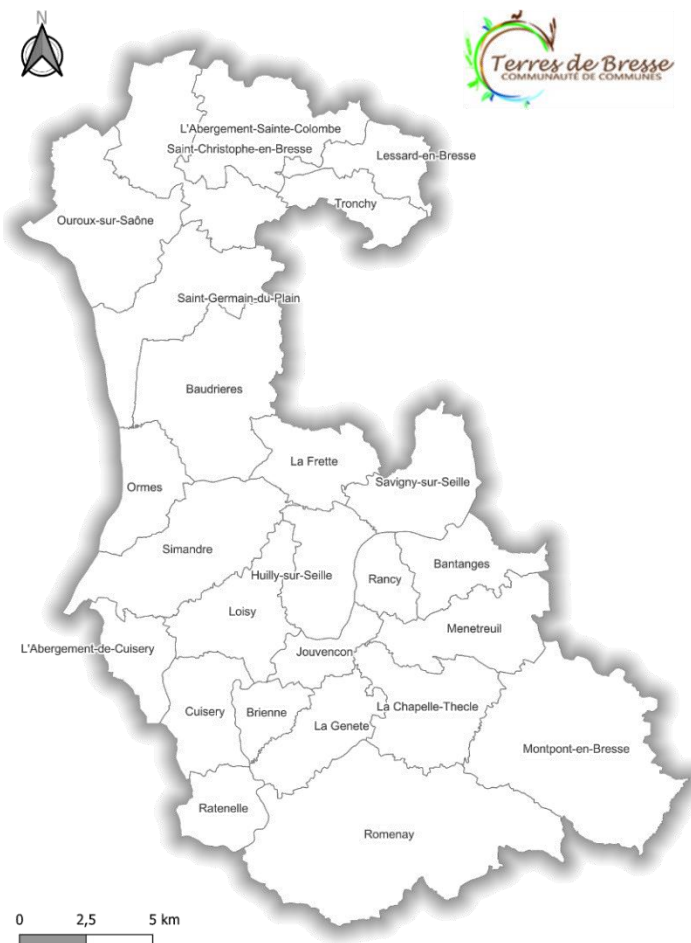 N
Terres de Bresse
COMMUNAUTÉ DE COMMUNES
L'Abergement-Sainte-Colombe
Saint-Christophe-en-Bresse
Lessard-en-Bresse
Tronchy
Ouroux-sur-Saône
Saint-Germain-du-Plain
Baudrieres
La Frette
Ormes
Savigny-sur-Seille
Simandre
Bantanges
Huilly-sur-Seille
Rancy
Loisy
Menetreuil
L'Abergement-de-Cuisery
Jouvencon
Cuisery
Brienne
La Chapelle-Thecle
La Genete
Montpont-en-Bresse
Ratenelle
Romenay
0 2,5 5 km